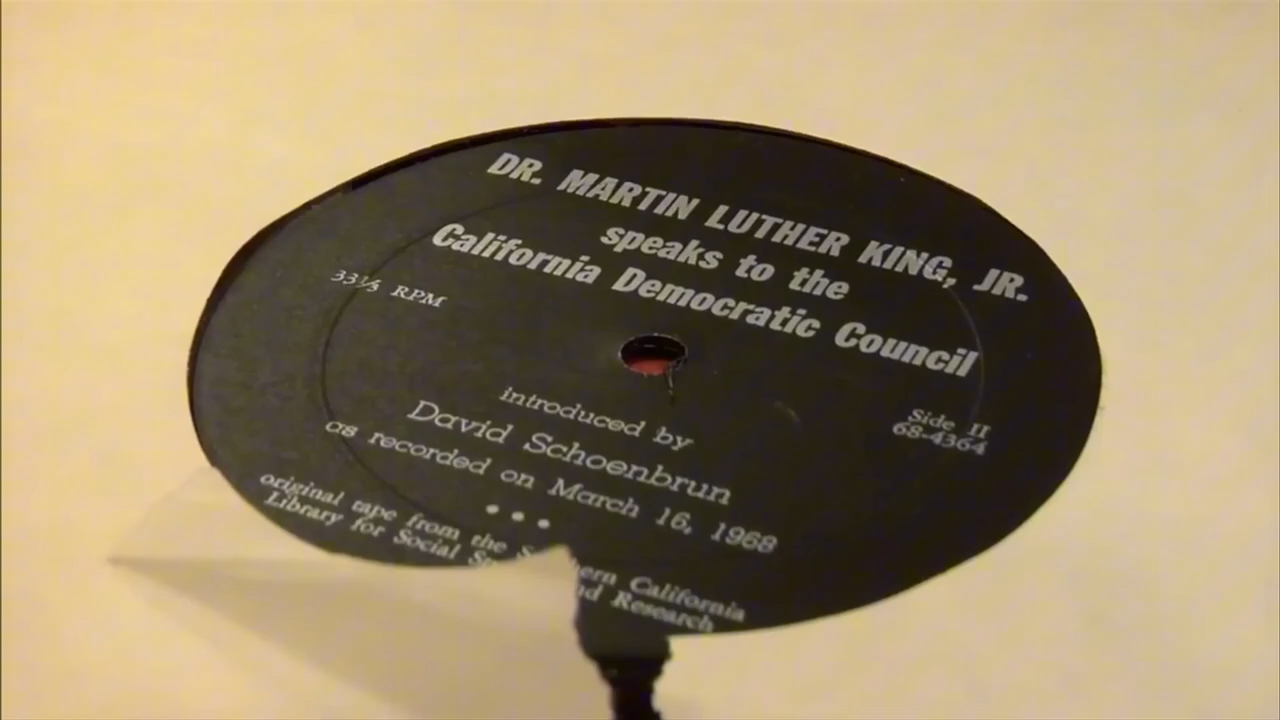 DR. MARTIN LUTHER KING, JR.
speaks to the
California Democratic Council
33⅓ RPM
Side II
68-4364
introduced by
David Schoenbrun
as recorded on March 16, 1968
• • •
original tape from the California
Library for Social Research